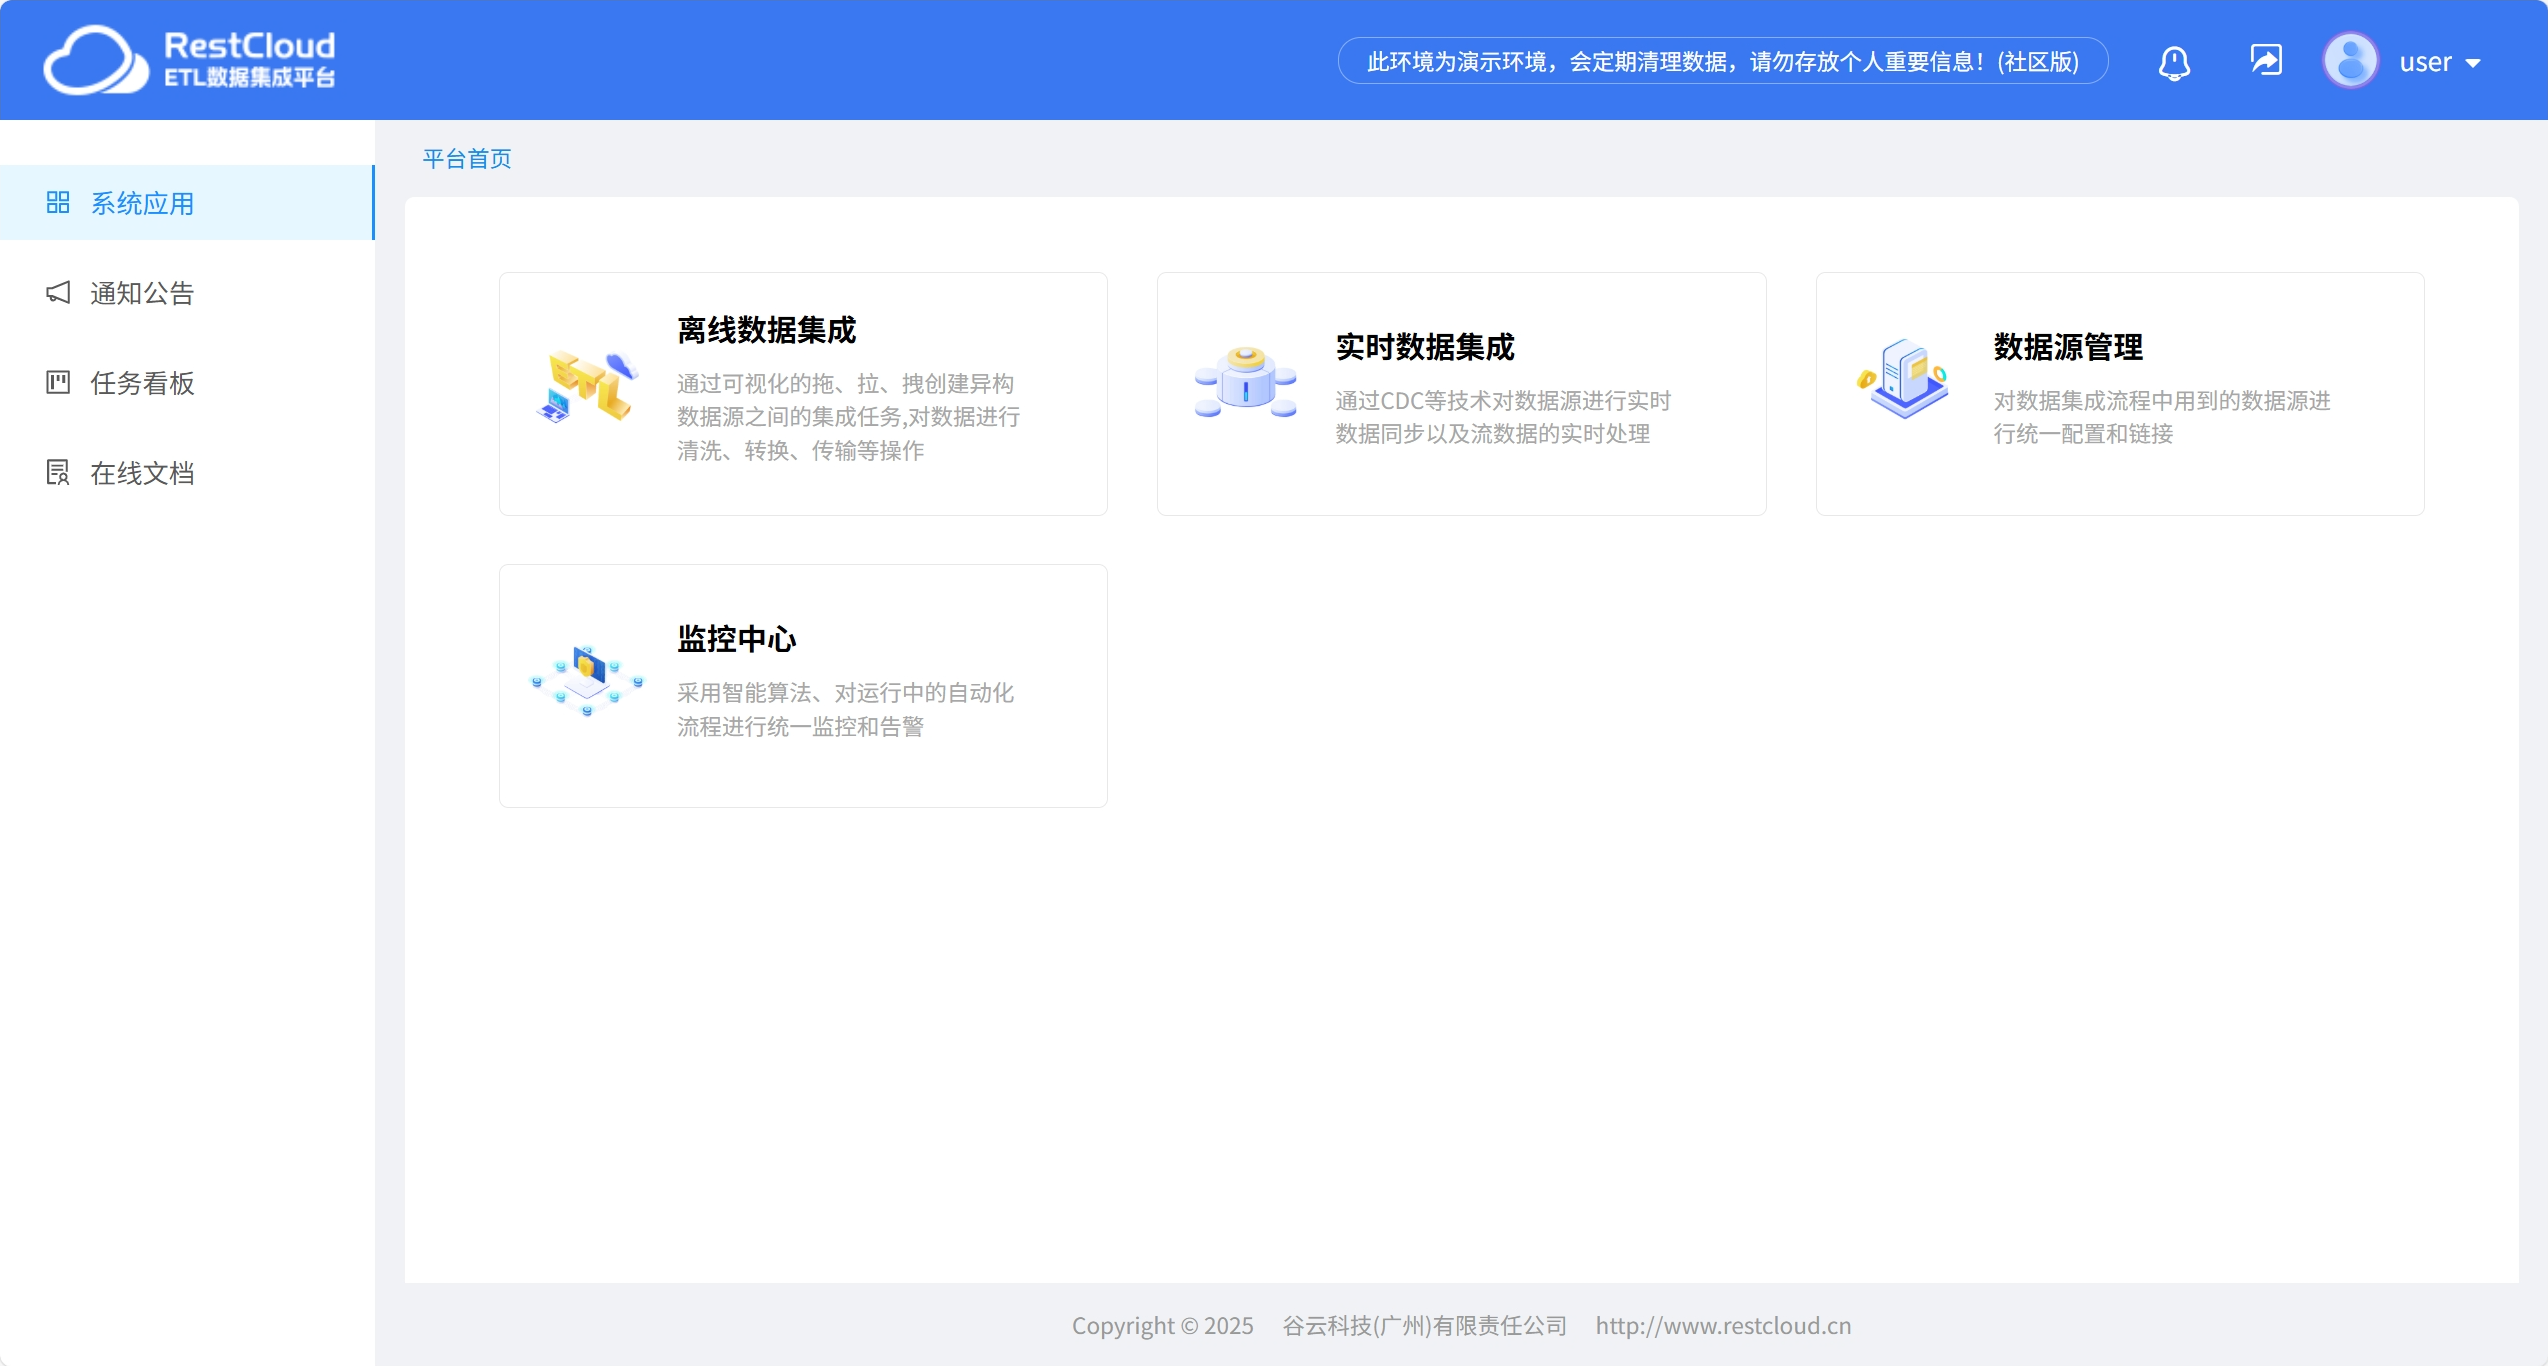 RestCloud
ETL数据集成平台
此环境为演示环境，会定期清理数据，请勿存放个人重要信息！(社区版)
user
系统应用
通知公告
任务看板
在线文档
平台首页
离线数据集成
通过可视化的拖、拉、拽创建异构
数据源之间的集成任务,对数据进行
清洗、转换、传输等操作
实时数据集成
通过CDC等技术对数据源进行实时
数据同步以及流数据的实时处理
数据源管理
对数据集成流程中用到的数据源进
行统一配置和链接
监控中心
采用智能算法、对运行中的自动化
流程进行统一监控和告警
Copyright © 2025 谷云科技(广州)有限责任公司 http://www.restcloud.cn